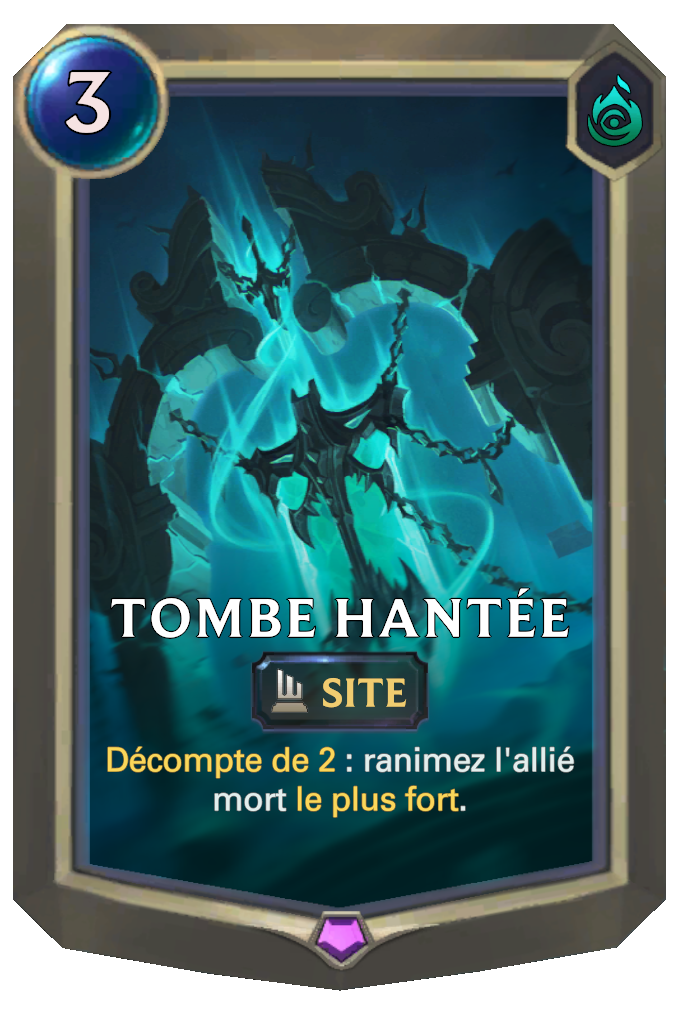 3
TOMBE HANTÉE
SITE
Décompte de 2 : ranimez l'allié
mort le plus fort.